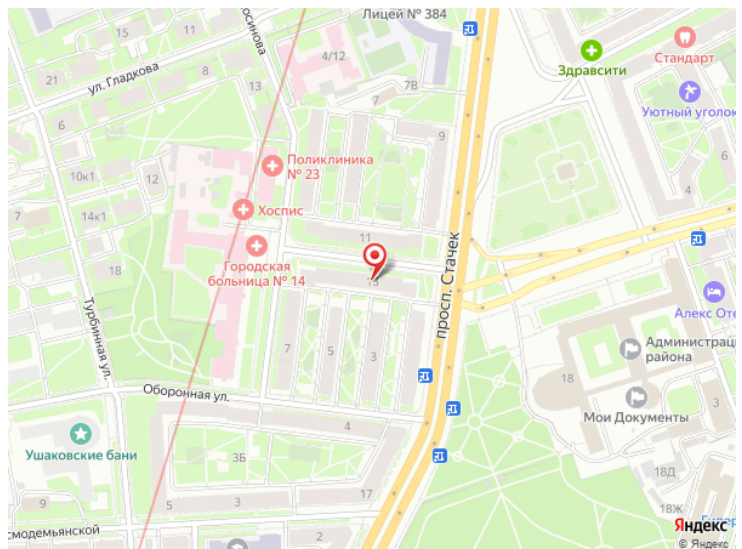 Лицей № 384
15
4/12
21
ул. Гладкова
8
13
7
7В
Здравсити
Стандарт
6
9
Уютный уголок
10к1
12
Поликлиника
№ 23
4
6
7
14к1
Хоспис
11
18
Городская
больница № 14
просп. Стачек
Алекс Оте
Турбинная ул.
7
5
3
Администрац
района
18
Мои Документы
3
Оборонная ул.
4
Ушаковские бани
3Б
17
18Д
9
5
3
18Ж
смодемьянской
2
Яндекс
© Яндекс